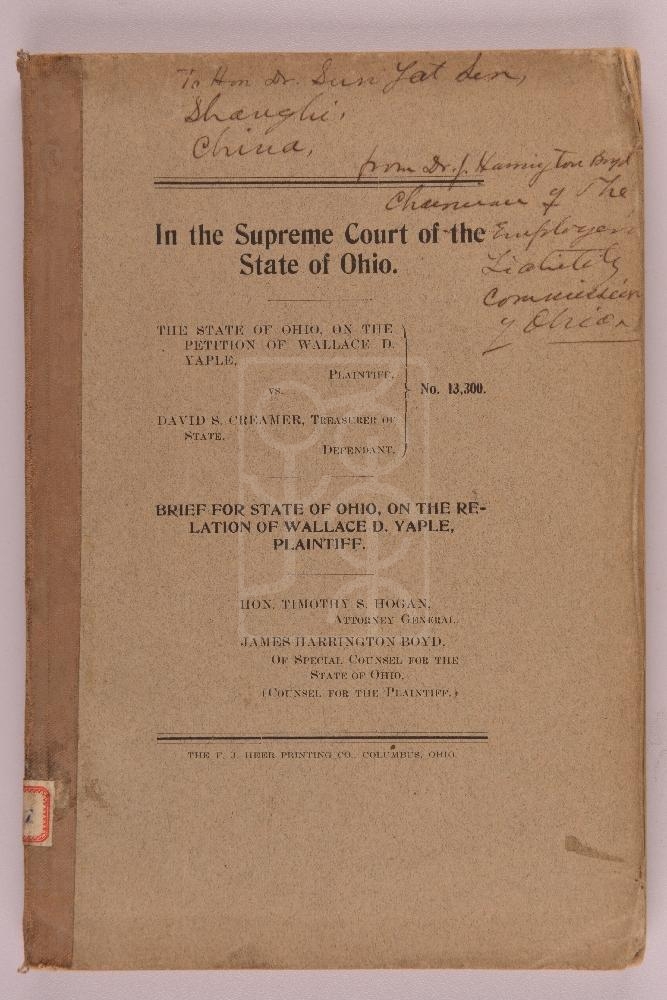 To Hon Dr. Sun Yat Sen,
Shanghi,
China,
from Dr. J. Harrington Boyd
Chairman of the
Employers
Liability
Commission
of Ohio.
In the Supreme Court of the
State of Ohio.
THE STATE OF OHIO, ON THE
PETITION OF WALLACE D.
YAPLE,
PLAINTIFF,
VS.
No. 13,300.
DAVID S. CREAMER, TREASURER OF
STATE,
DEFENDANT.
BRIEF FOR STATE OF OHIO, ON THE RE-
LATION OF WALLACE D. YAPLE,
PLAINTIFF.
HON. TIMOTHY S. HOGAN,
ATTORNEY GENERAL.
JAMES HARRINGTON BOYD,
OF SPECIAL COUNSEL FOR THE
STATE OF OHIO,
(COUNSEL FOR THE PLAINTIFF.)
THE F. J. HEER PRINTING CO., COLUMBUS, OHIO.